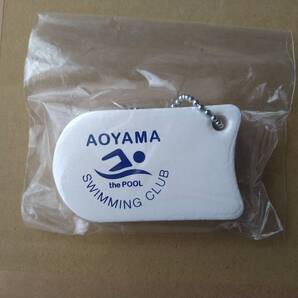 AOYAMA
the POOL
SWIMMING CLUB